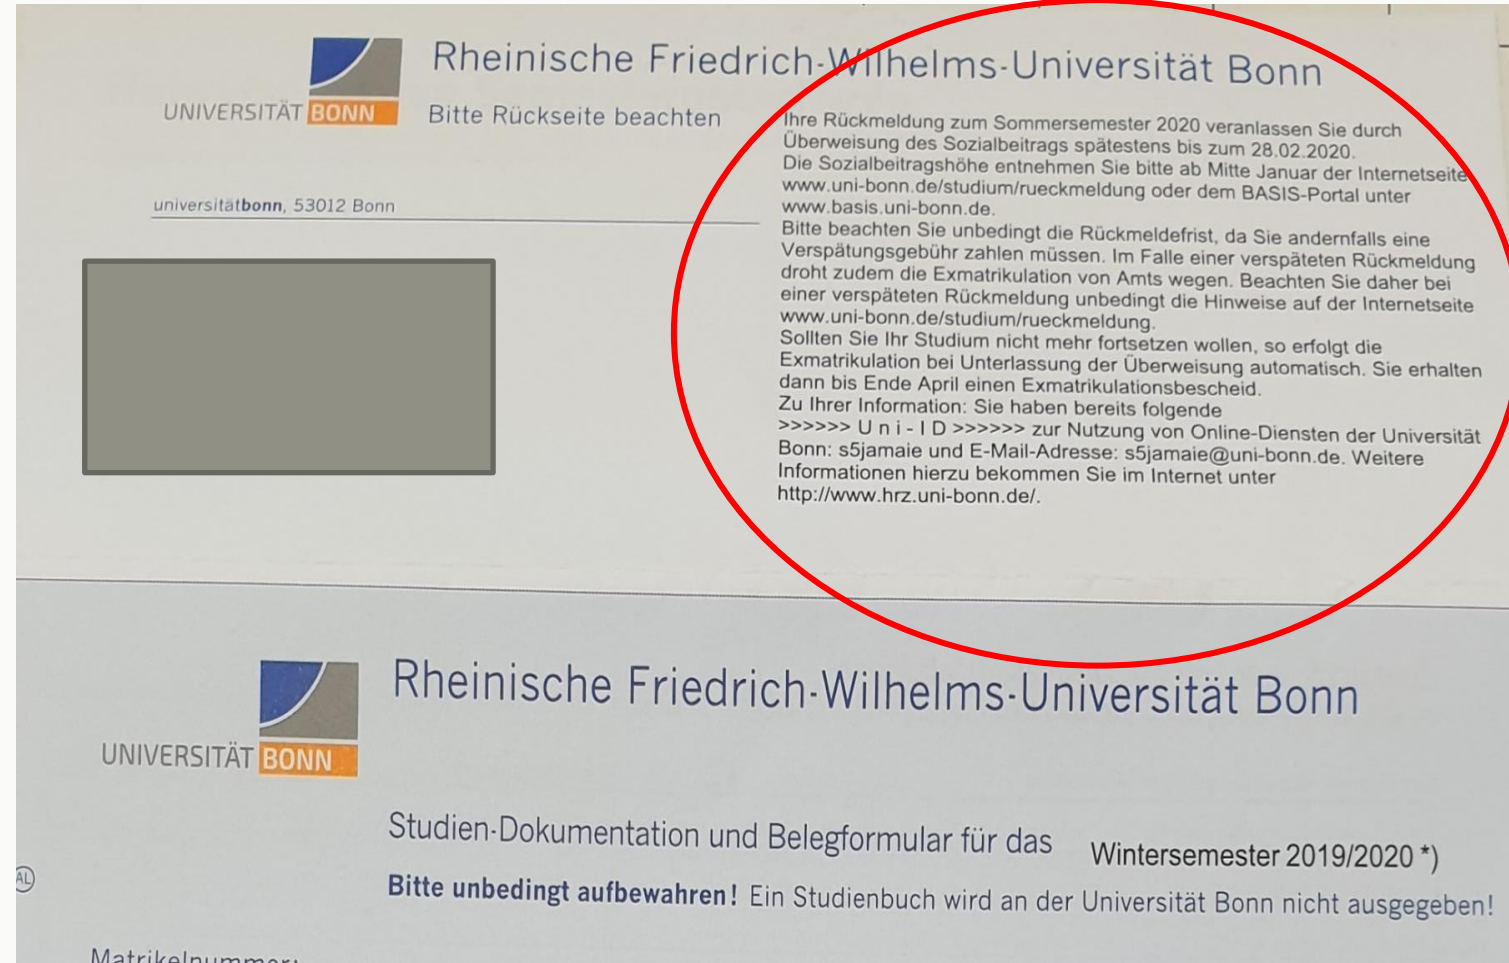 Rheinische Friedrich-Wilhelms-Universität Bonn
UNIVERSITÄT BONN
Bitte Rückseite beachten
universitätbonn, 53012 Bonn
Ihre Rückmeldung zum Sommersemester 2020 veranlassen Sie durch
Überweisung des Sozialbeitrags spätestens bis zum 28.02.2020.
Die Sozialbeitragshöhe entnehmen Sie bitte ab Mitte Januar der Internetseite
www.uni-bonn.de/studium/rueckmeldung oder dem BASIS-Portal unter
www.basis.uni-bonn.de.
Bitte beachten Sie unbedingt die Rückmeldefrist, da Sie andernfalls eine
Verspätungsgebühr zahlen müssen. Im Falle einer verspäteten Rückmeldung
droht zudem die Exmatrikulation von Amts wegen. Beachten Sie daher bei
einer verspäteten Rückmeldung unbedingt die Hinweise auf der Internetseite
www.uni-bonn.de/studium/rueckmeldung.
Sollten Sie Ihr Studium nicht mehr fortsetzen wollen, so erfolgt die
Exmatrikulation bei Unterlassung der Überweisung automatisch. Sie erhalten
dann bis Ende April einen Exmatrikulationsbescheid.
Zu Ihrer Information: Sie haben bereits folgende
>>>>>> U n i - I D >>>>>> zur Nutzung von Online-Diensten der Universität
Bonn: s5jamaie und E-Mail-Adresse: s5jamaie@uni-bonn.de. Weitere
Informationen hierzu bekommen Sie im Internet unter
http://www.hrz.uni-bonn.de/.
Rheinische Friedrich-Wilhelms-Universität Bonn
UNIVERSITÄT BONN
Studien-Dokumentation und Belegformular für das Wintersemester 2019/2020 *)
AL
Bitte unbedingt aufbewahren! Ein Studienbuch wird an der Universität Bonn nicht ausgegeben!
Matrikelnummer: